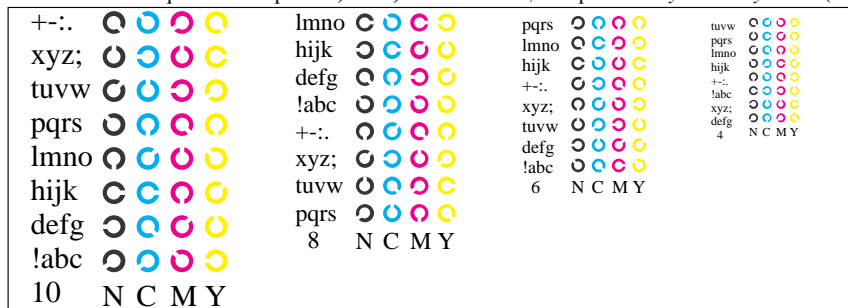 +-:.
xyz;
tuvw
pqrs
lmno
hijk
defg
!abc
10 N C M Y
lmno
hijk
defg
!abc
+-:.
xyz;
tuvw
pqrs
8 N C M Y
pqrs
lmno
hijk
+-:.
xyz;
tuvw
defg
!abc
6 N C M Y
tuvw
pqrs
lmno
hijk
+-:.
!abc
xyz;
defg
4 N C M Y